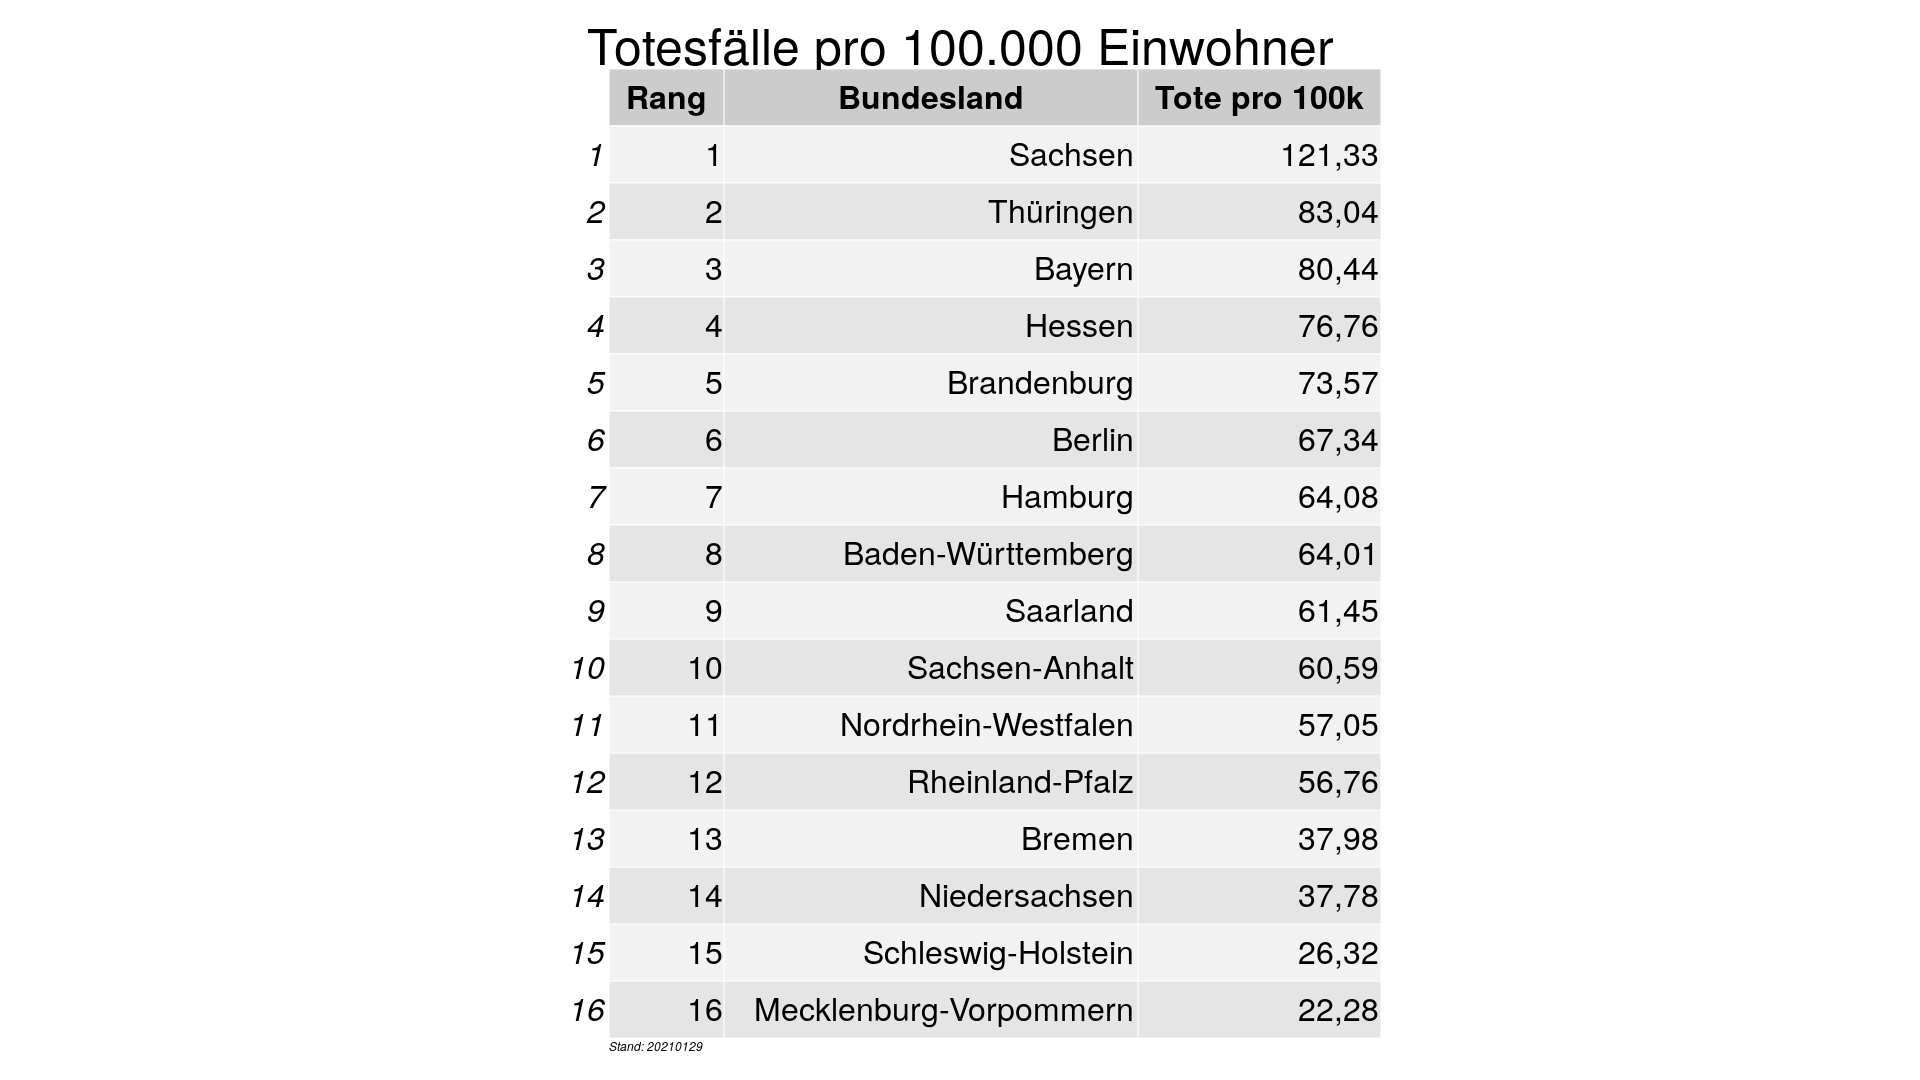 Totesfälle pro 100.000 Einwohner
Rang Bundesland Tote pro 100k
1 1 Sachsen 121,33
2 2 Thüringen 83,04
3 3 Bayern 80,44
4 4 Hessen 76,76
5 5 Brandenburg 73,57
6 6 Berlin 67,34
7 7 Hamburg 64,08
8 8 Baden-Württemberg 64,01
9 9 Saarland 61,45
10 10 Sachsen-Anhalt 60,59
11 11 Nordrhein-Westfalen 57,05
12 12 Rheinland-Pfalz 56,76
13 13 Bremen 37,98
14 14 Niedersachsen 37,78
15 15 Schleswig-Holstein 26,32
16 16 Mecklenburg-Vorpommern 22,28
Stand: 20210129